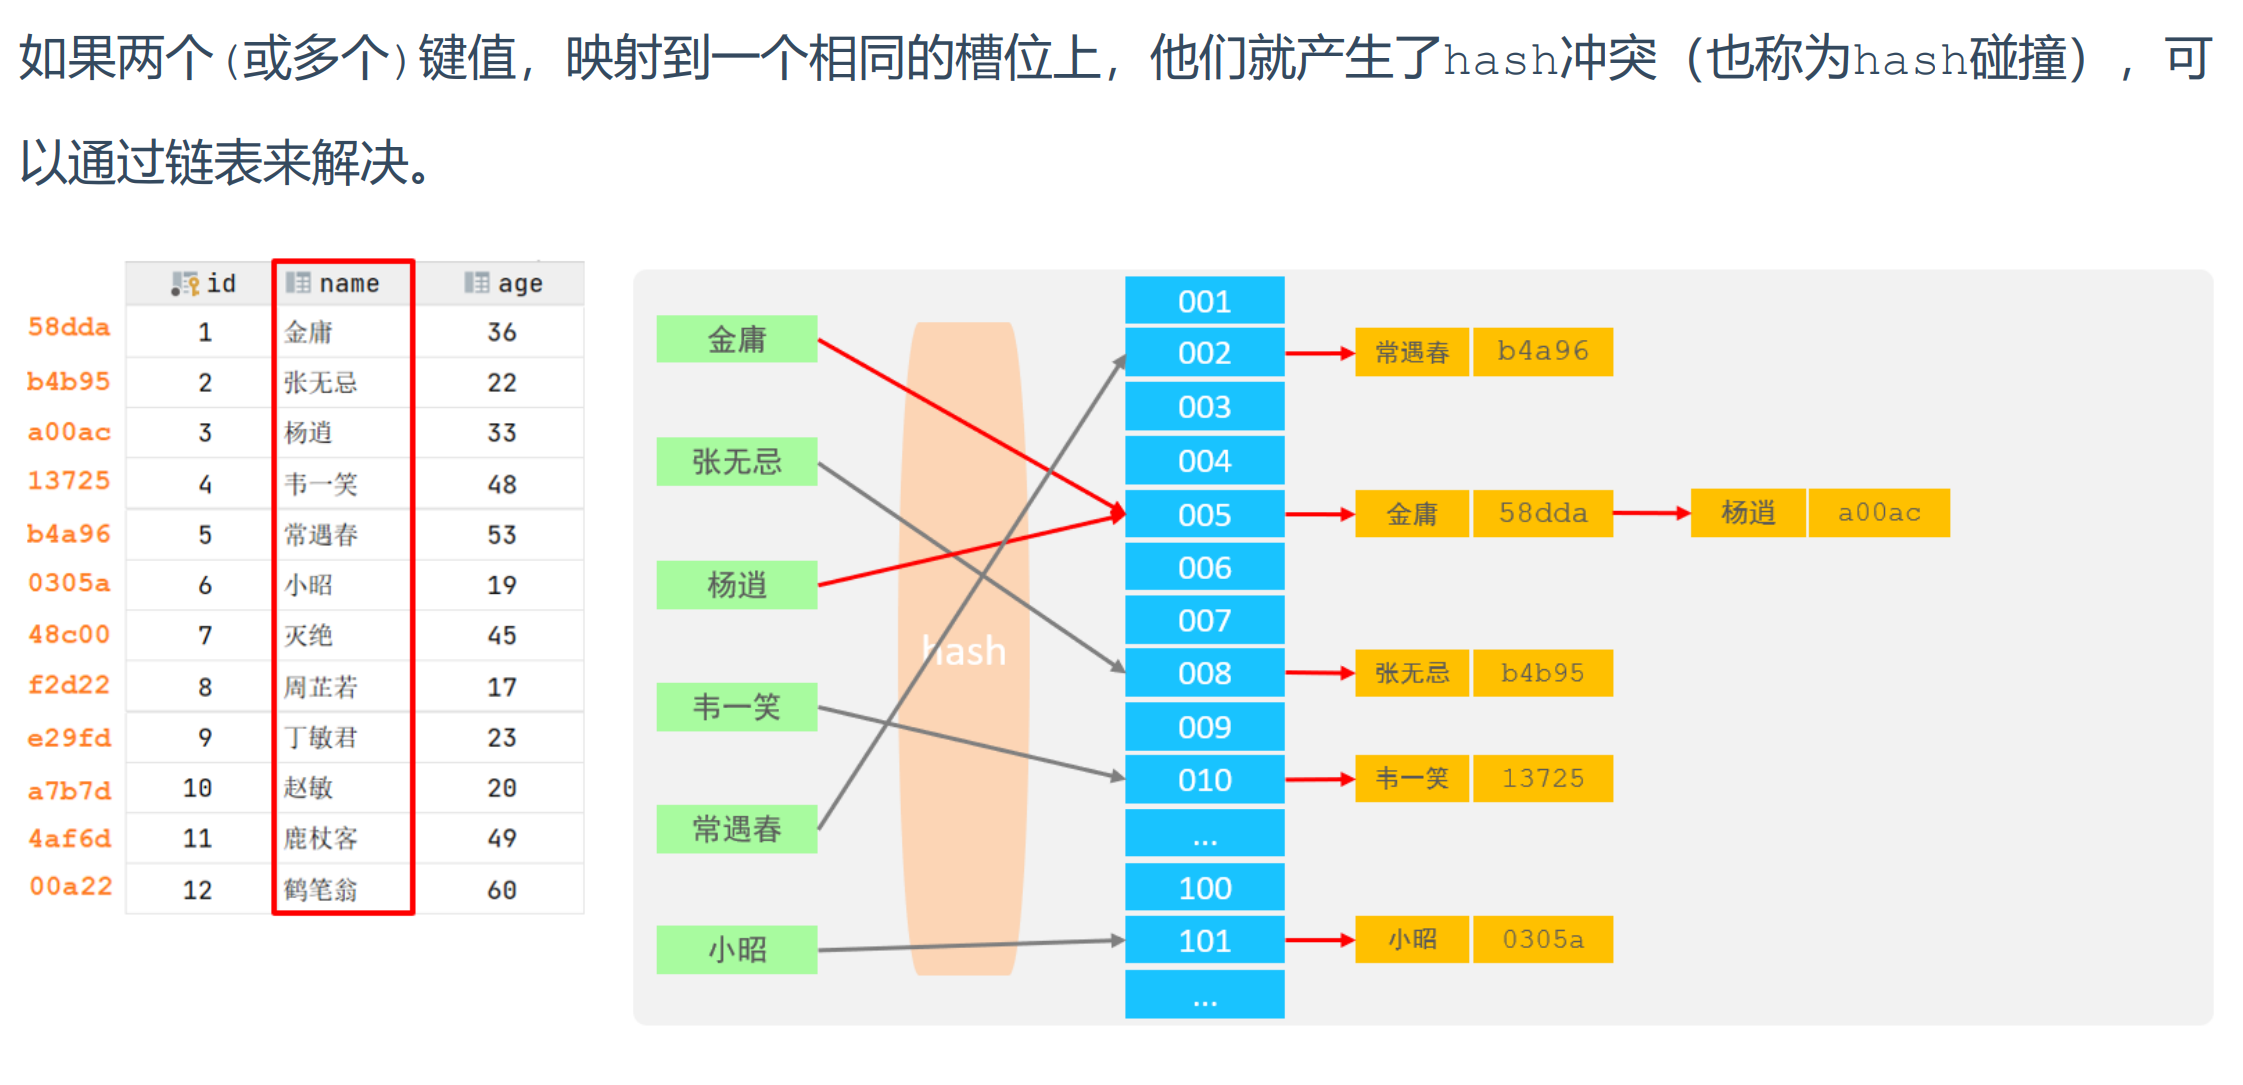 如果两个(或多个)键值，映射到一个相同的槽位上，他们就产生了hash冲突（也称为hash碰撞），可
以通过链表来解决。
id name age
58dda 1 金庸 36
b4b95 2 张无忌 22
a00ac 3 杨逍 33
13725 4 韦一笑 48
b4a96 5 常遇春 53
0305a 6 小昭 19
48c00 7 灭绝 45
f2d22 8 周芷若 17
e29fd 9 丁敏君 23
a7b7d 10 赵敏 20
4af6d 11 鹿杖客 49
00a22 12 鹤笔翁 60
金庸
张无忌
杨逍
韦一笑
常遇春
小昭
hash
001
002 常遇春 b4a96
003
004
005 金庸 58dda 杨逍 a00ac
006
007
008 张无忌 b4b95
009
010 韦一笑 13725
...
100
101 小昭 0305a
...